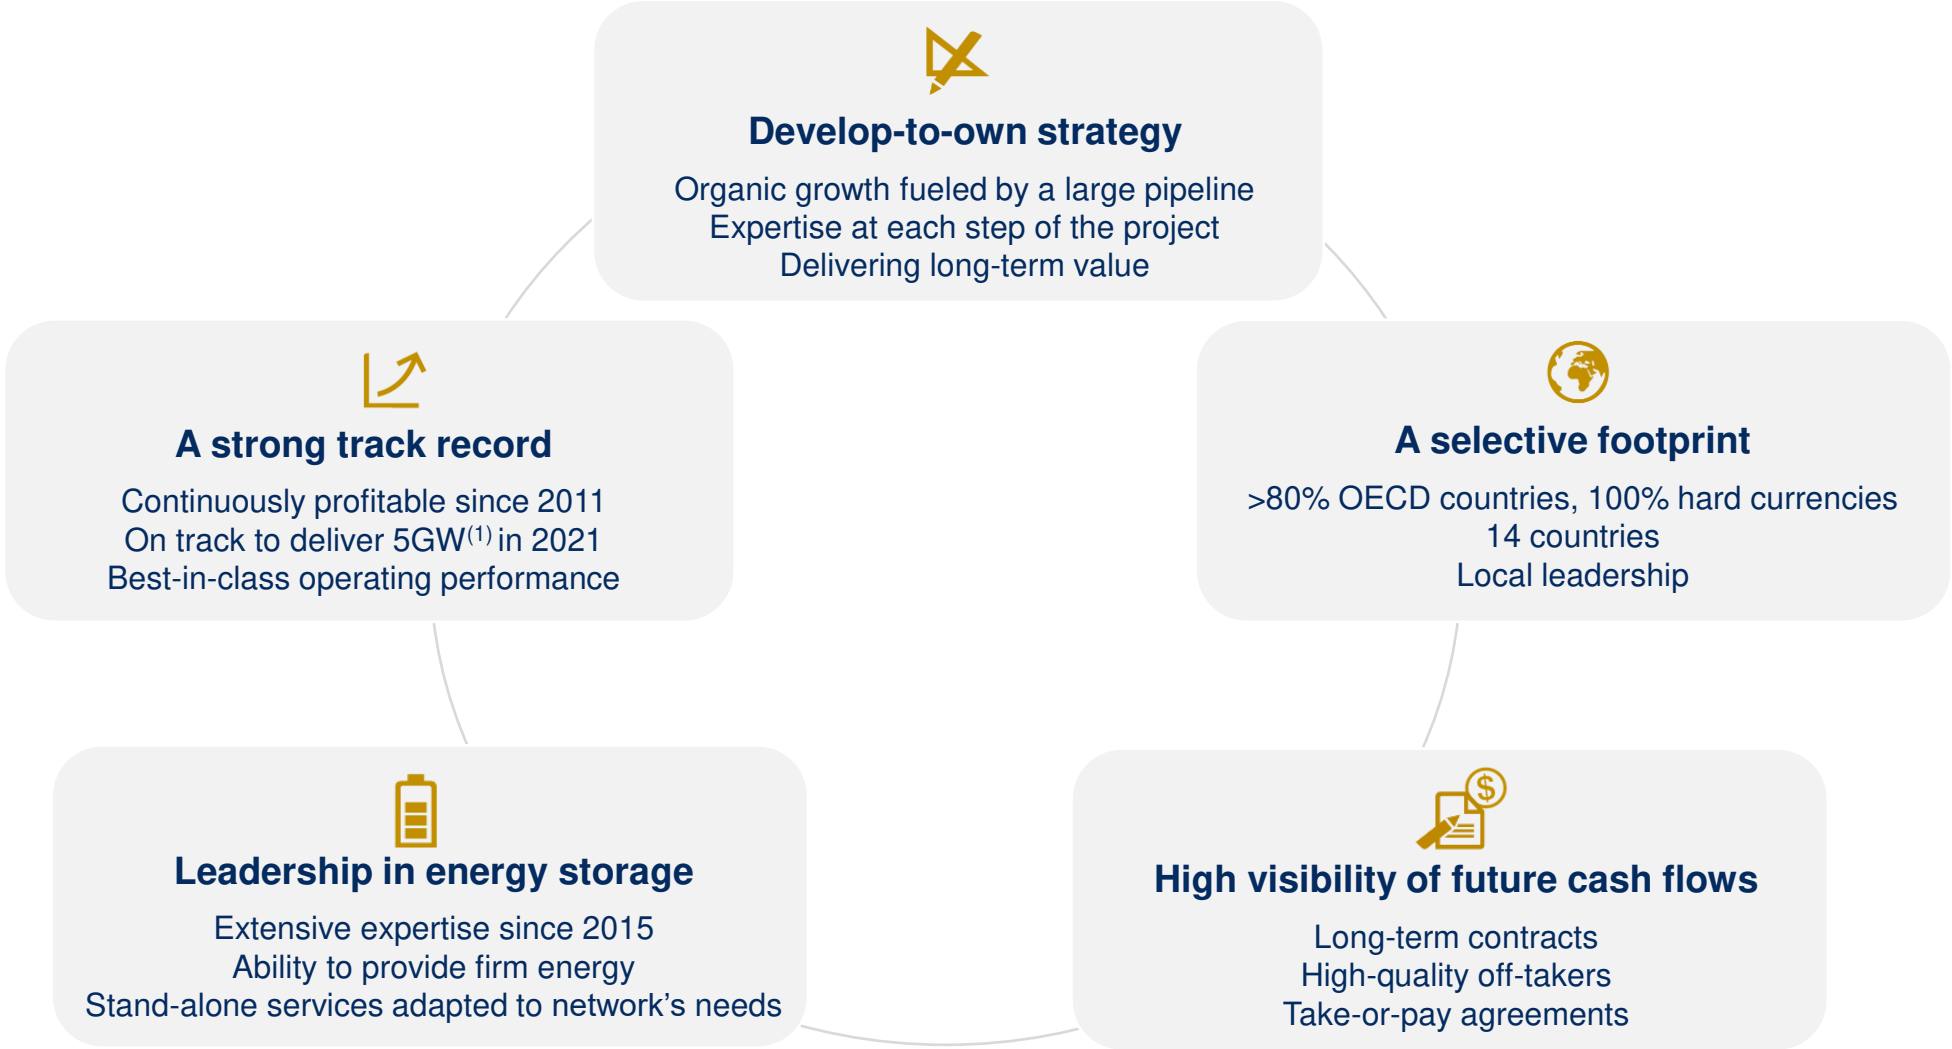 Develop-to-own strategy
Organic growth fueled by a large pipeline
Expertise at each step of the project
Delivering long-term value
A strong track record
Continuously profitable since 2011
On track to deliver 5GW(1) in 2021
Best-in-class operating performance
A selective footprint
>80% OECD countries, 100% hard currencies
14 countries
Local leadership
Leadership in energy storage
Extensive expertise since 2015
Ability to provide firm energy
Stand-alone services adapted to network’s needs
$
High visibility of future cash flows
Long-term contracts
High-quality off-takers
Take-or-pay agreements